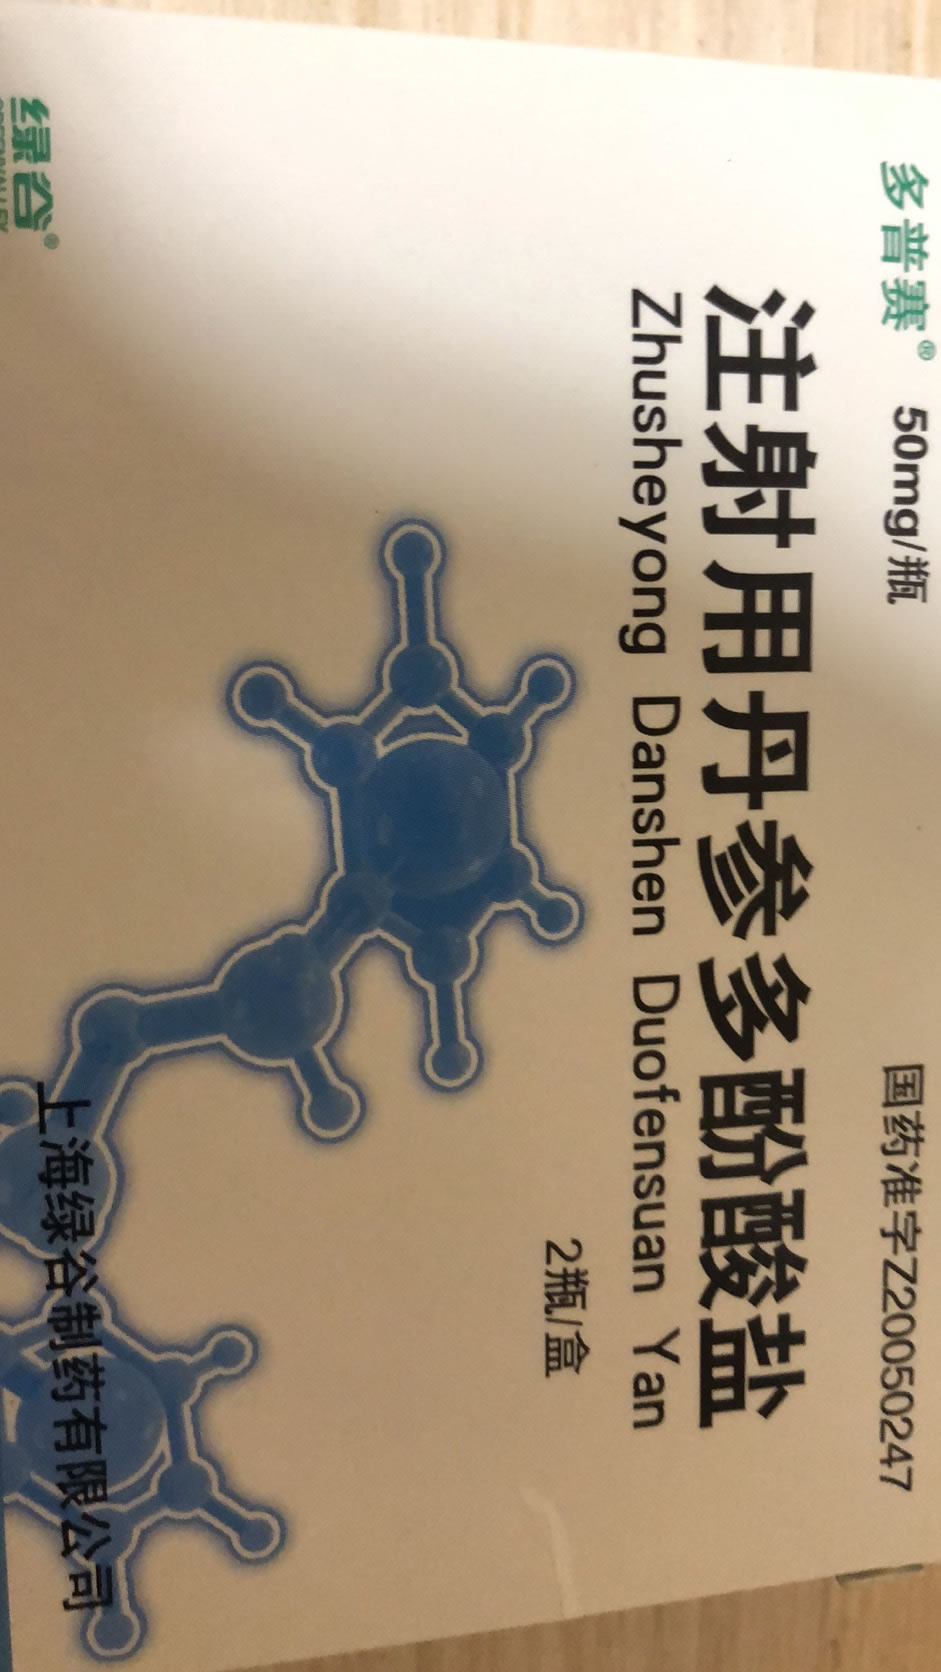 多普赛® 50mg/瓶 国药准字Z20050247
注射用丹参多酚酸盐
Zhusheyong Danshen Duofensuan Yan
2瓶/盒
绿谷®
上海绿谷制药有限公司